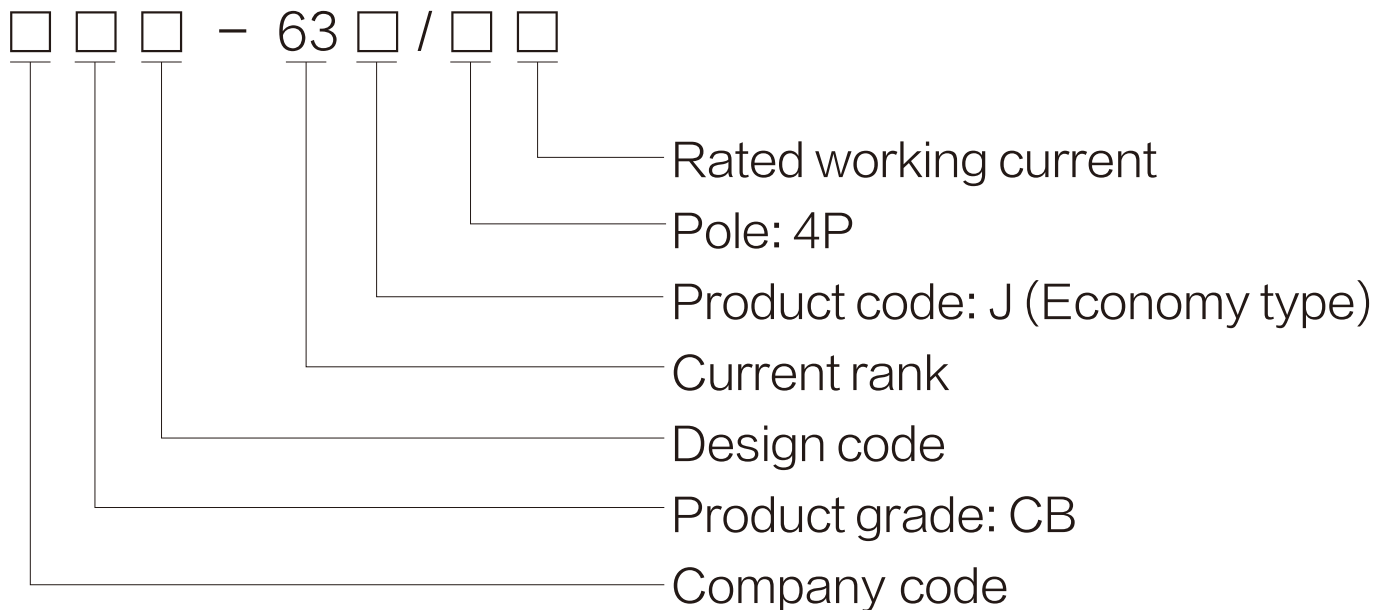 □ □ □ - 63 □ / □ □
Rated working current
Pole: 4P
Product code: J (Economy type)
Current rank
Design code
Product grade: CB
Company code